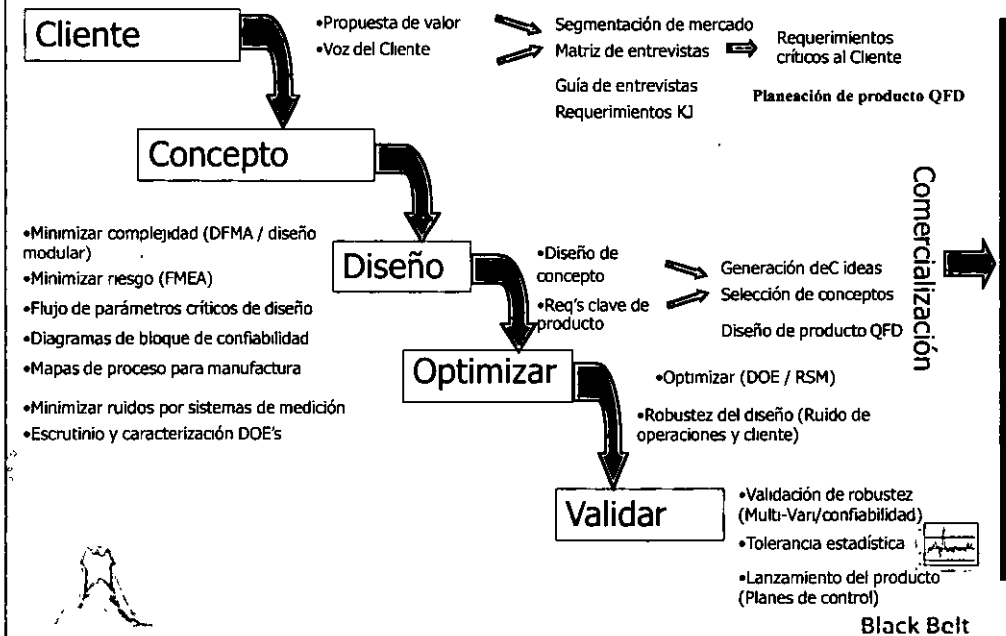 Cliente
•Propuesta de valor
•Voz del Cliente
Segmentación de mercado
Matriz de entrevistas
Guía de entrevistas
Requerimientos KJ
Requerimientos
críticos al Cliente
Planeación de producto QFD
Concepto
•Minimizar complejidad (DFMA / diseño
modular)
•Minimizar riesgo (FMEA)
•Flujo de parámetros críticos de diseño
•Diagramas de bloque de confiabilidad
•Mapas de proceso para manufactura
•Minimizar ruidos por sistemas de medición
•Escrutinio y caracterización DOE's
Diseño
•Diseño de
concepto
•Req's clave de
producto
Generación deC ideas
Selección de conceptos
Diseño de producto QFD
Comercialización
Optimizar
•Optimizar (DOE / RSM)
•Robustez del diseño (Ruido de
operaciones y cliente)
Validar
•Validación de robustez
(Multi-Vari/confiabilidad)
•Tolerancia estadística
•Lanzamiento del producto
(Planes de control)
Black Belt